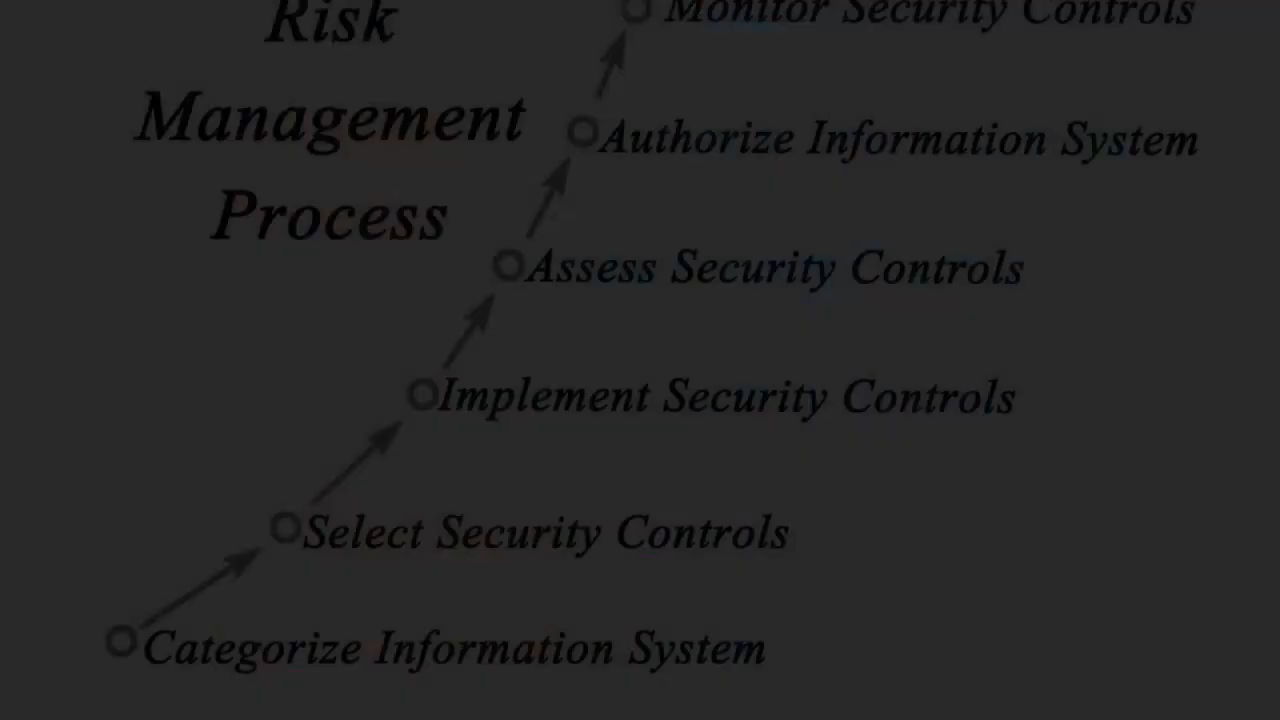 Risk
Management
Process
Monitor Security Controls
Authorize Information System
Assess Security Controls
Implement Security Controls
Select Security Controls
Categorize Information System